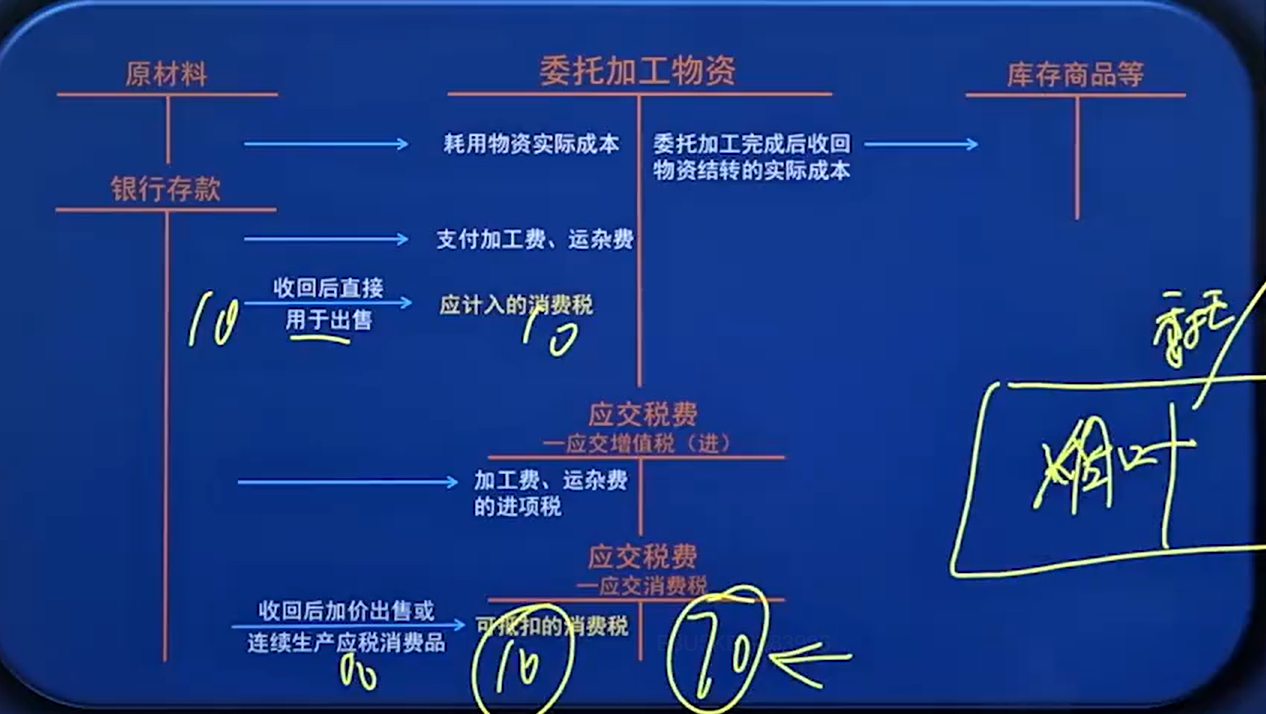 原材料
委托加工物资
库存商品等
耗用物资实际成本
委托加工完成后收回
物资结转的实际成本
银行存款
支付加工费、运杂费
收回后直接
用于出售
应计入的消费税
10
10
委托
烟叶
应交税费
—应交增值税（进）
加工费、运杂费
的进项税
应交税费
—应交消费税
收回后加价出售或
连续生产应税消费品
可抵扣的消费税
10
70